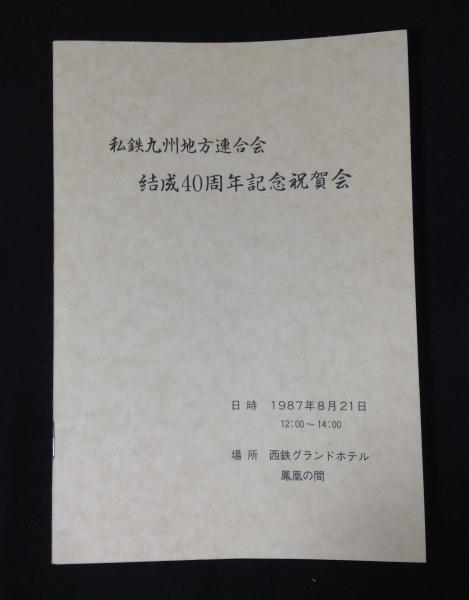 私鉄九州地方連合会
結成40周年記念祝賀会
日 時 1987年8月21日
12:00～14:00
場 所 西鉄グランドホテル
鳳凰の間